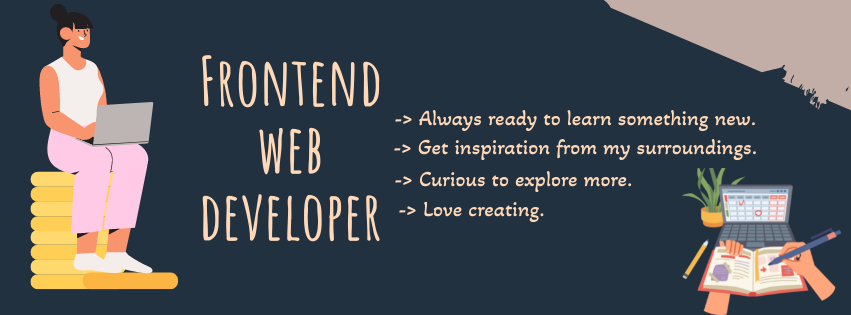 Frontend
web
developer
-> Always ready to learn something new.
-> Get inspiration from my surroundings.
-> Curious to explore more.
-> Love creating.